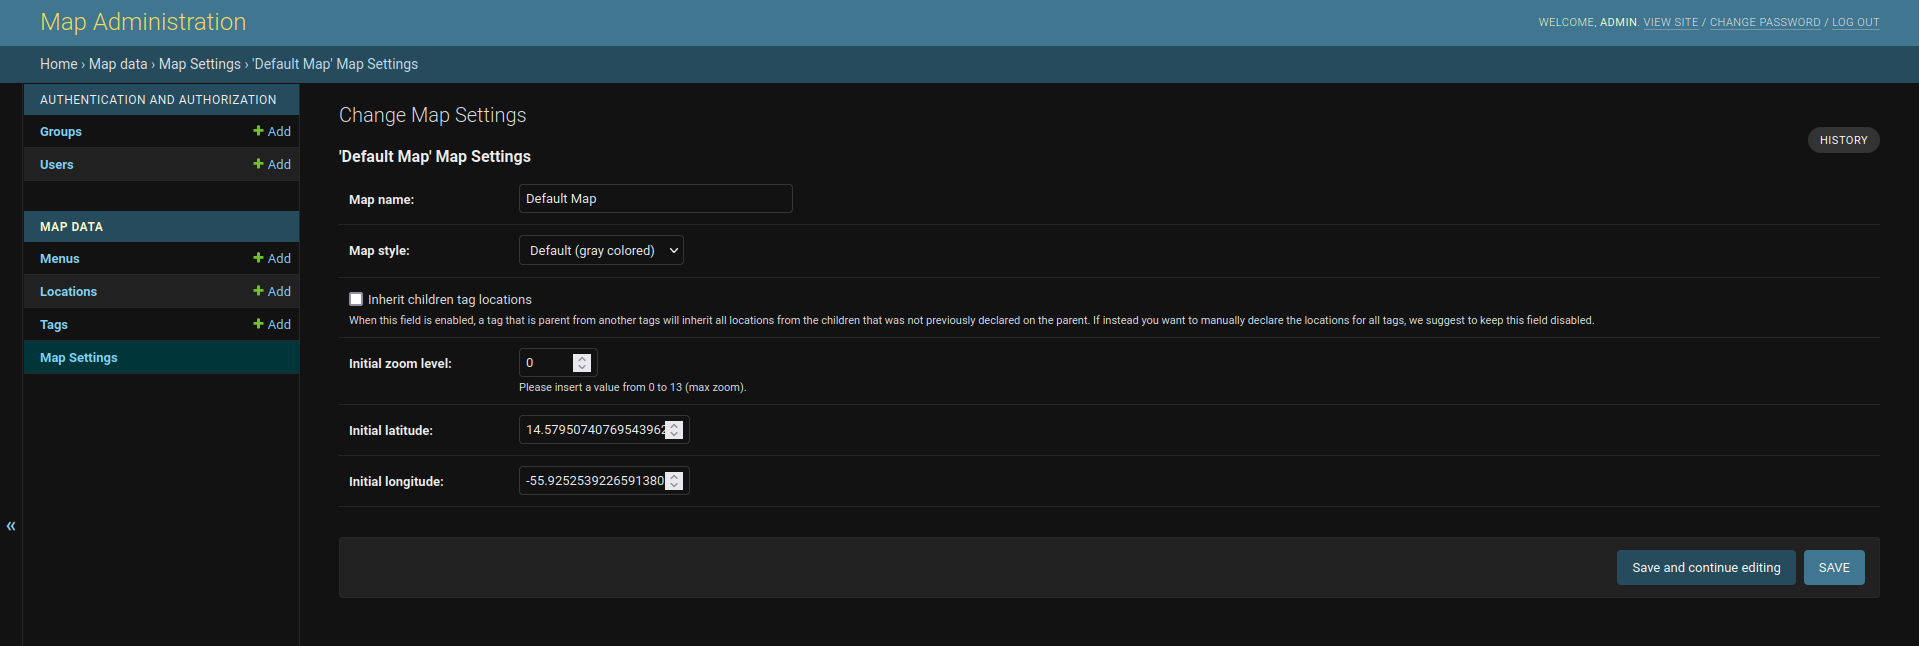 Map Administration
WELCOME, ADMIN. VIEW SITE / CHANGE PASSWORD / LOG OUT
Home › Map data › Map Settings › 'Default Map' Map Settings
AUTHENTICATION AND AUTHORIZATION
Groups
Add
Users
Add
MAP DATA
Menus
Add
Locations
Add
Tags
Add
Map Settings
«
Change Map Settings
HISTORY
'Default Map' Map Settings
Map name:
Default Map
Map style:
Default (gray colored)
Inherit children tag locations
When this field is enabled, a tag that is parent from another tags will inherit all locations from the children that was not previously declared on the parent. If instead you want to manually declare the locations for all tags, we suggest to keep this field disabled.
Initial zoom level:
0
Please insert a value from 0 to 13 (max zoom).
Initial latitude:
14.57950740769543962
Initial longitude:
-55.9252539226591380
Save and continue editing
SAVE